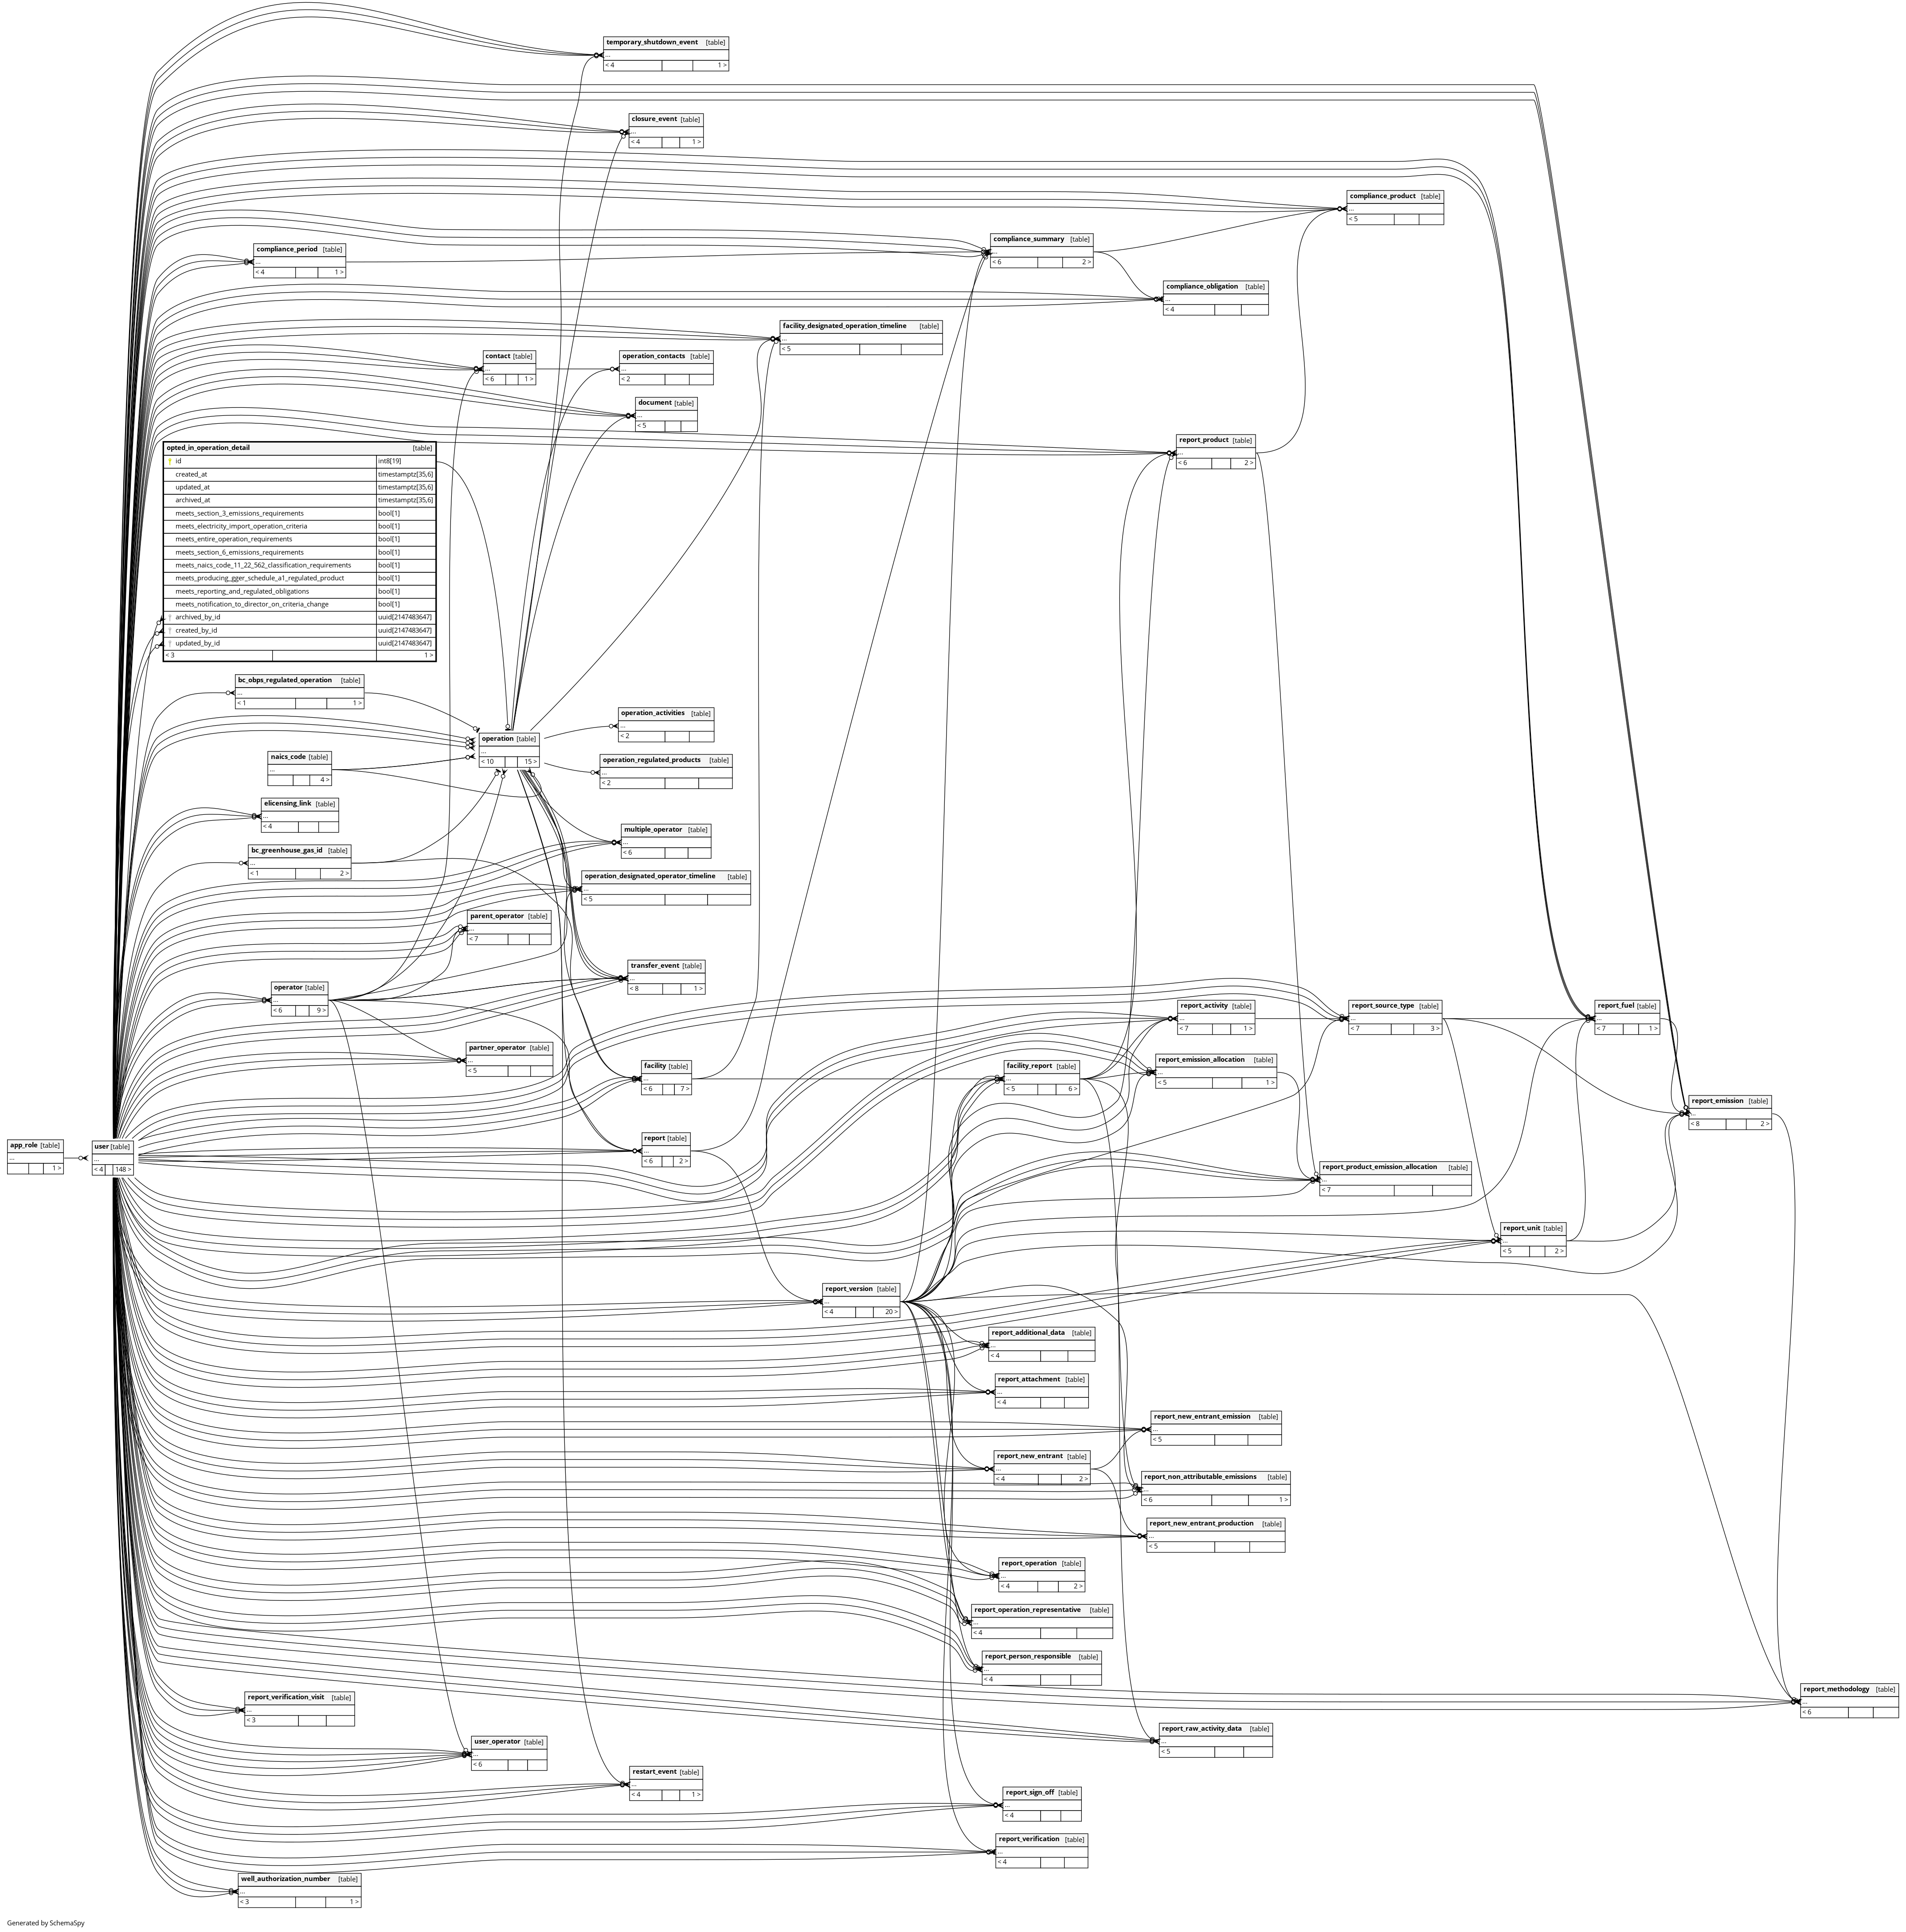 temporary_shutdown_event [table]
...
< 4 1 >
closure_event [table]
...
< 4 1 >
compliance_product [table]
...
< 5
compliance_summary [table]
...
< 6 2 >
compliance_period [table]
...
< 4 1 >
compliance_obligation [table]
...
< 4
facility_designated_operation_timeline [table]
...
< 5
contact [table]
...
< 6 1 >
operation_contacts [table]
...
< 2
document [table]
...
< 5
report_product [table]
...
< 6 2 >
opted_in_operation_detail [table]
id int8[19]
created_at timestamptz[35,6]
updated_at timestamptz[35,6]
archived_at timestamptz[35,6]
meets_section_3_emissions_requirements bool[1]
meets_electricity_import_operation_criteria bool[1]
meets_entire_operation_requirements bool[1]
meets_section_6_emissions_requirements bool[1]
meets_naics_code_11_22_562_classification_requirements bool[1]
meets_producing_gger_schedule_a1_regulated_product bool[1]
meets_reporting_and_regulated_obligations bool[1]
meets_notification_to_director_on_criteria_change bool[1]
archived_by_id uuid[2147483647]
created_by_id uuid[2147483647]
updated_by_id uuid[2147483647]
< 3 1 >
bc_obps_regulated_operation [table]
...
< 1 1 >
operation_activities [table]
...
< 2
operation [table]
...
< 10 15 >
naics_code [table]
...
4 >
operation_regulated_products [table]
...
< 2
elicensing_link [table]
...
< 4
multiple_operator [table]
...
< 6
bc_greenhouse_gas_id [table]
...
< 1 2 >
operation_designated_operator_timeline [table]
...
< 5
parent_operator [table]
...
< 7
transfer_event [table]
...
< 8 1 >
operator [table]
...
< 6 9 >
report_activity [table]
...
< 7 1 >
report_source_type [table]
...
< 7 3 >
report_fuel [table]
...
< 7 1 >
partner_operator [table]
...
< 5
facility [table]
...
< 6 7 >
facility_report [table]
...
< 5 6 >
report_emission_allocation [table]
...
< 5 1 >
report_emission [table]
...
< 8 2 >
app_role [table]
...
1 >
user [table]
...
< 4 148 >
report [table]
...
< 6 2 >
report_product_emission_allocation [table]
...
< 7
report_unit [table]
...
< 5 2 >
report_version [table]
...
< 4 20 >
report_additional_data [table]
...
< 4
report_attachment [table]
...
< 4
report_new_entrant_emission [table]
...
< 5
report_new_entrant [table]
...
< 4 2 >
report_non_attributable_emissions [table]
...
< 6 1 >
report_new_entrant_production [table]
...
< 5
report_operation [table]
...
< 4 2 >
report_operation_representative [table]
...
< 4
report_person_responsible [table]
...
< 4
report_methodology [table]
...
< 6
report_verification_visit [table]
...
< 3
report_raw_activity_data [table]
...
< 5
user_operator [table]
...
< 6
restart_event [table]
...
< 4 1 >
report_sign_off [table]
...
< 4
report_verification [table]
...
< 4
well_authorization_number [table]
...
< 3 1 >
Generated by SchemaSpy